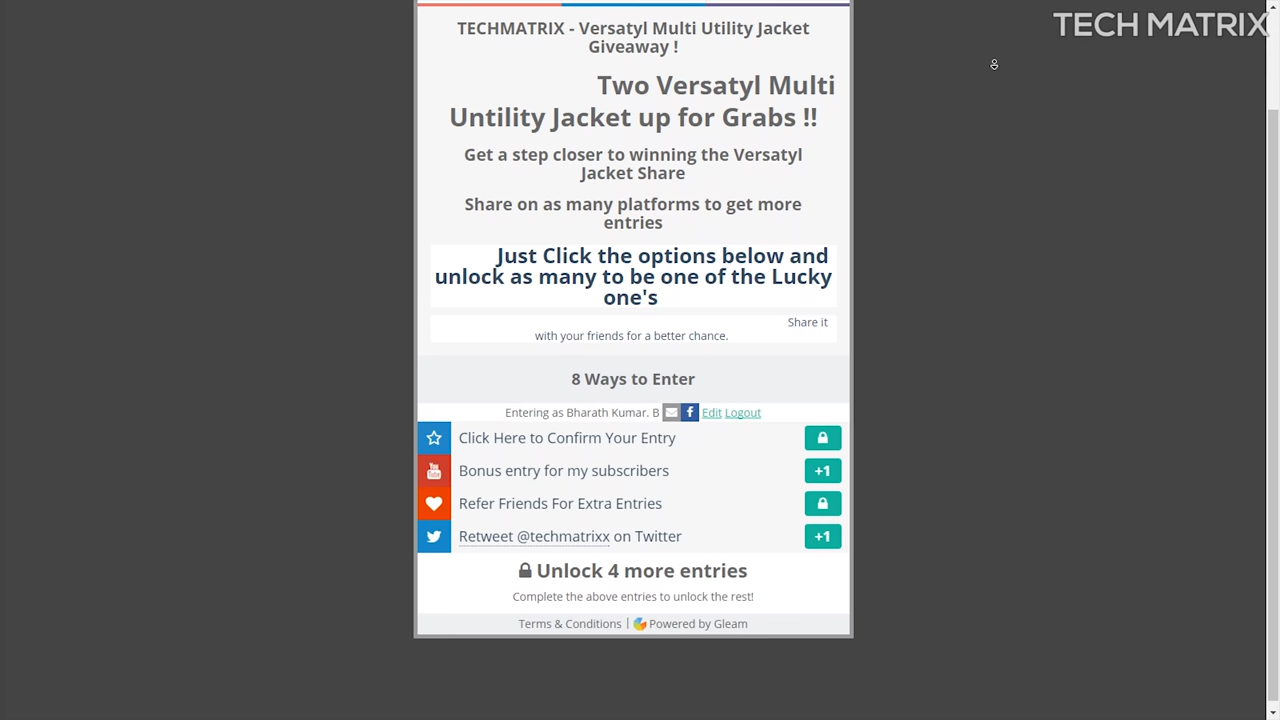 TECH MATRIX
TECHMATRIX - Versatyl Multi Utility Jacket
Giveaway !
Two Versatyl Multi
Untility Jacket up for Grabs !!
Get a step closer to winning the Versatyl
Jacket Share
Share on as many platforms to get more
entries
Just Click the options below and
unlock as many to be one of the Lucky
one's
Share it
with your friends for a better chance.
8 Ways to Enter
Entering as Bharath Kumar. B Edit Logout
Click Here to Confirm Your Entry
Bonus entry for my subscribers +1
Refer Friends For Extra Entries
Retweet @techmatrixx on Twitter +1
Unlock 4 more entries
Complete the above entries to unlock the rest!
Terms & Conditions | Powered by Gleam